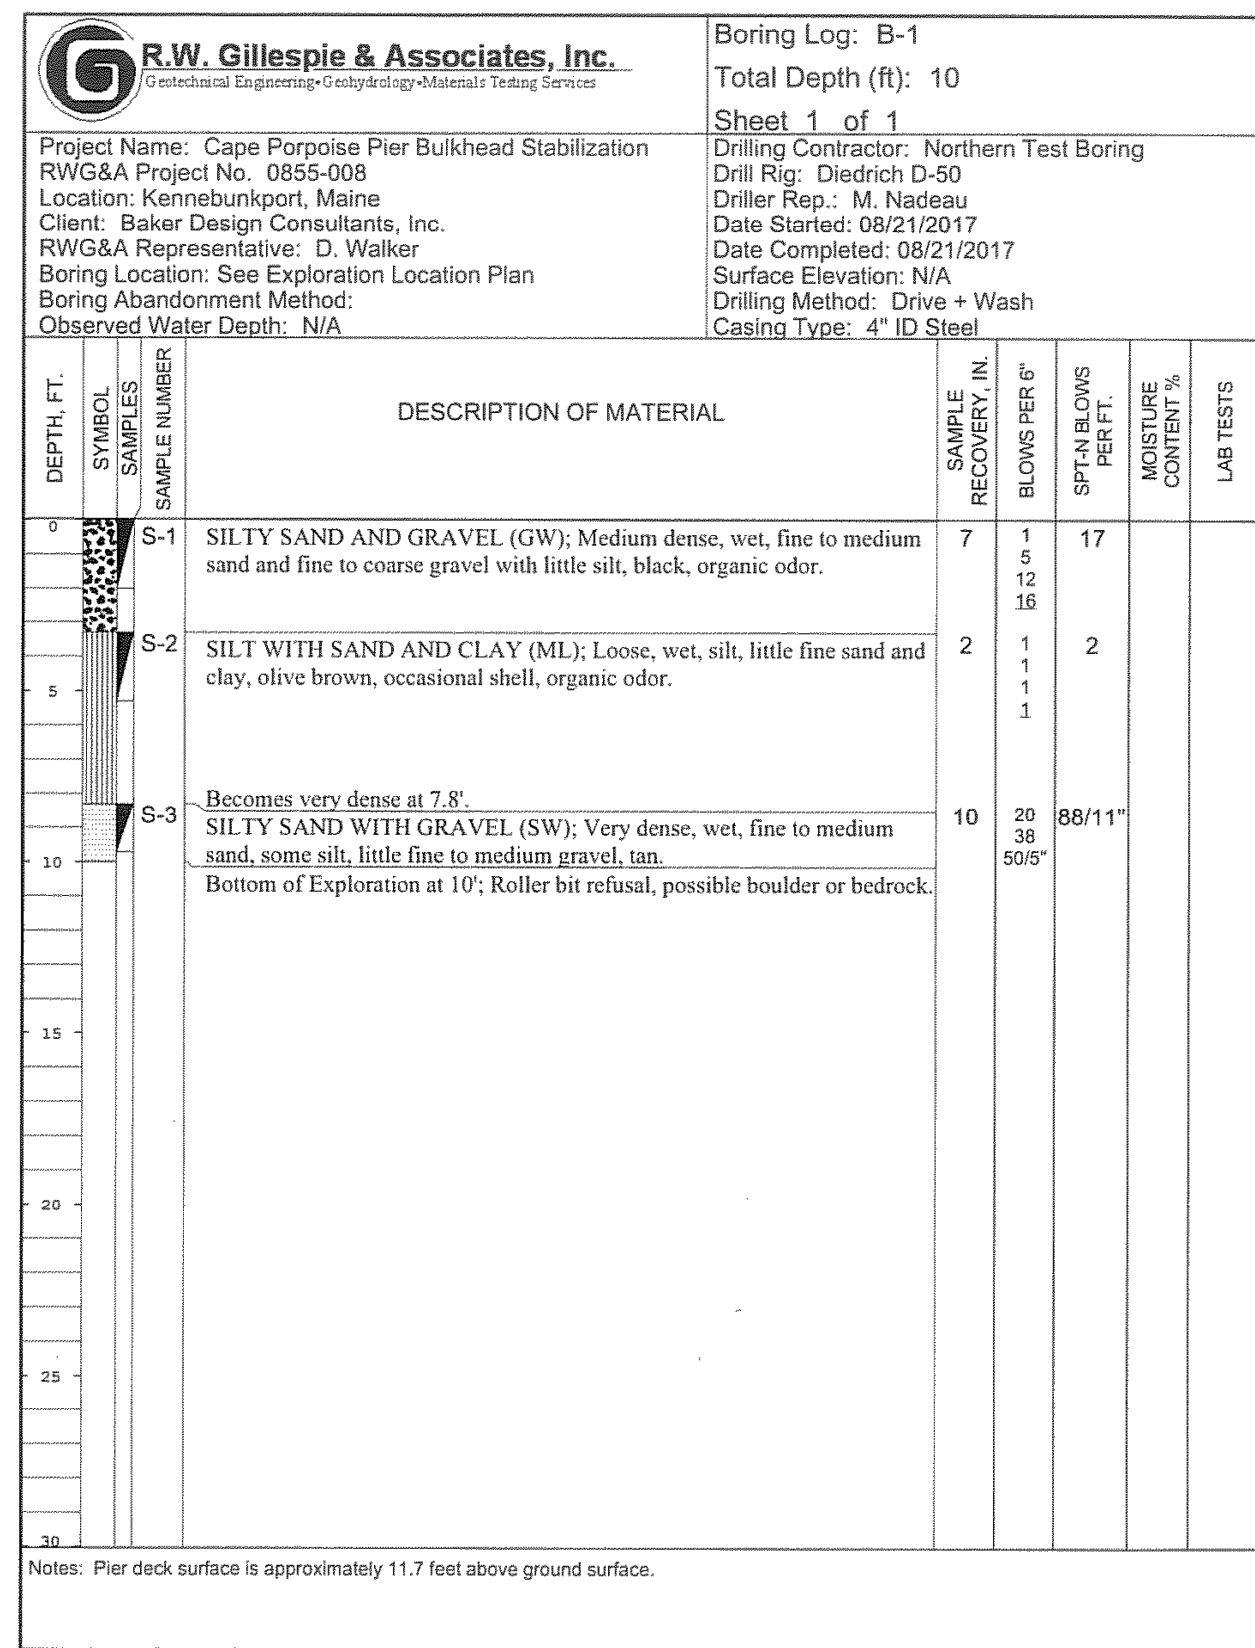 R.W. Gillespie & Associates, Inc.
Geotechnical Engineering•Geohydrology•Materials Testing Services
Boring Log: B-1
Total Depth (ft): 10
Sheet 1 of 1
Project Name: Cape Porpoise Pier Bulkhead Stabilization
RWG&A Project No. 0855-008
Location: Kennebunkport, Maine
Client: Baker Design Consultants, Inc.
RWG&A Representative: D. Walker
Boring Location: See Exploration Location Plan
Boring Abandonment Method:
Observed Water Depth: N/A
Drilling Contractor: Northern Test Boring
Drill Rig: Diedrich D-50
Driller Rep.: M. Nadeau
Date Started: 08/21/2017
Date Completed: 08/21/2017
Surface Elevation: N/A
Drilling Method: Drive + Wash
Casing Type: 4" ID Steel
DEPTH, FT.
SYMBOL
SAMPLES
SAMPLE NUMBER
DESCRIPTION OF MATERIAL
SAMPLE
RECOVERY, IN.
BLOWS PER 6"
SPT-N BLOWS
PER FT.
MOISTURE
CONTENT %
LAB TESTS
0
S-1
SILTY SAND AND GRAVEL (GW); Medium dense, wet, fine to medium
sand and fine to coarse gravel with little silt, black, organic odor.
7
1
5
12
16
17
S-2
SILT WITH SAND AND CLAY (ML); Loose, wet, silt, little fine sand and
clay, olive brown, occasional shell, organic odor.
2
1
1
1
1
2
5
Becomes very dense at 7.8'.
S-3
SILTY SAND WITH GRAVEL (SW); Very dense, wet, fine to medium
sand, some silt, little fine to medium gravel, tan.
10
20
38
50/5"
88/11"
10
Bottom of Exploration at 10'; Roller bit refusal, possible boulder or bedrock.
15
20
25
30
Notes: Pier deck surface is approximately 11.7 feet above ground surface.